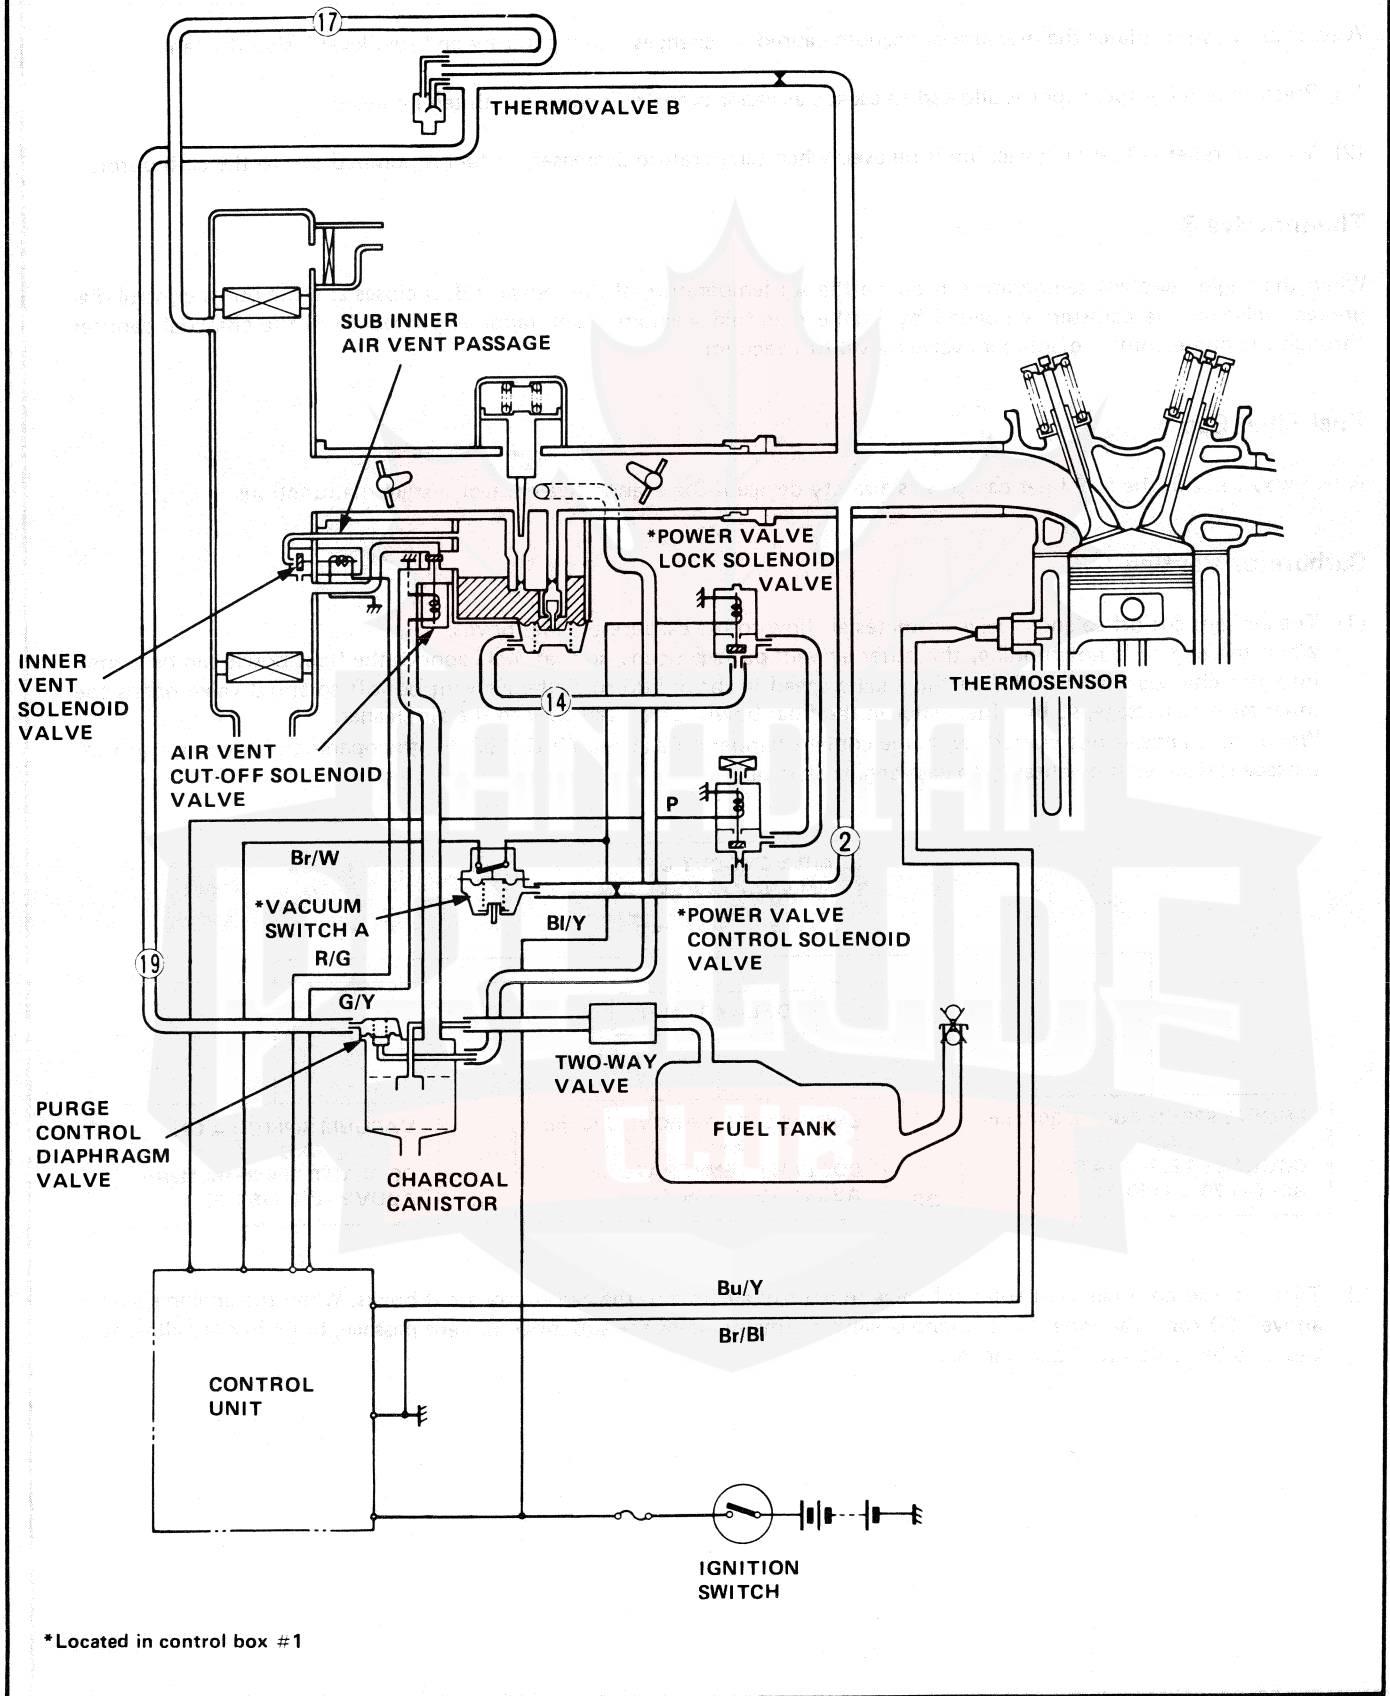 17
THERMOVALVE B
SUB INNER
AIR VENT PASSAGE
*POWER VALVE
LOCK SOLENOID
VALVE
INNER
VENT
SOLENOID
VALVE
THERMOSENSOR
14
AIR VENT
CUT-OFF SOLENOID
VALVE
P
2
Br/W
*VACUUM
SWITCH A
Bl/Y
*POWER VALVE
CONTROL SOLENOID
VALVE
R/G
19
G/Y
TWO-WAY
VALVE
PURGE
CONTROL
DIAPHRAGM
VALVE
FUEL TANK
CHARCOAL
CANISTOR
Bu/Y
Br/Bl
CONTROL
UNIT
IGNITION
SWITCH
*Located in control box #1
CANADIAN
PRELUDE
CLUB